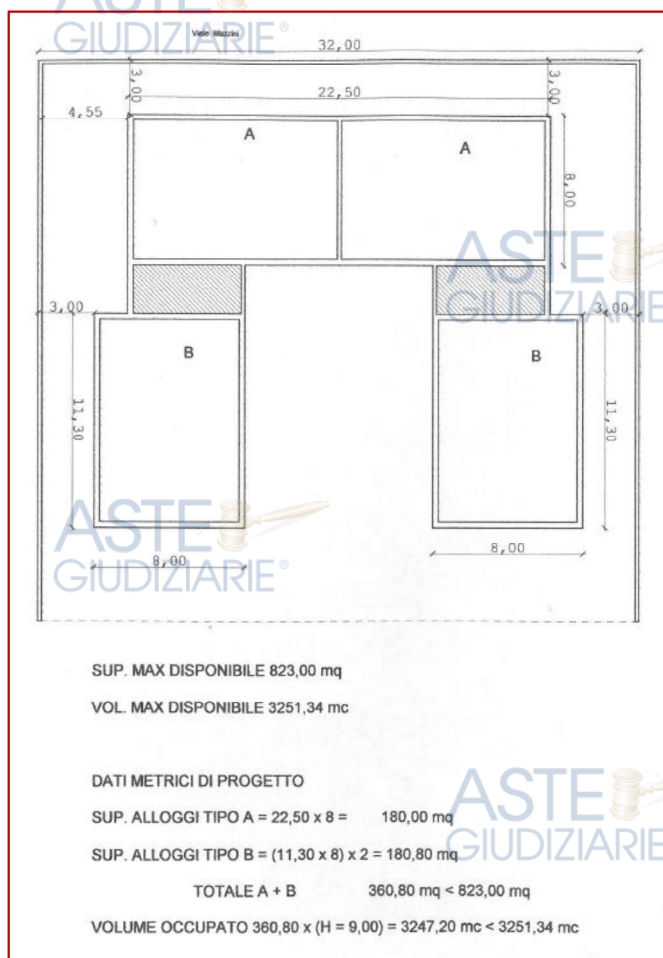 ASTE
GIUDIZIARIE®
Viale Mazzini
32,00
3,00
3,00
22,50
4,55
A
A
8,00
ASTE
GIUDIZIARIE
3,00
3,00
B
B
11,30
11,30
ASTE
GIUDIZIARIE®
8,00
8,00
SUP. MAX DISPONIBILE 823,00 mq
VOL. MAX DISPONIBILE 3251,34 mc
DATI METRICI DI PROGETTO
ASTE
GIUDIZIARIE
SUP. ALLOGGI TIPO A = 22,50 x 8 = 180,00 mq
SUP. ALLOGGI TIPO B = (11,30 x 8) x 2 = 180,80 mq
TOTALE A + B 360,80 mq < 823,00 mq
VOLUME OCCUPATO 360,80 x (H = 9,00) = 3247,20 mc < 3251,34 mc